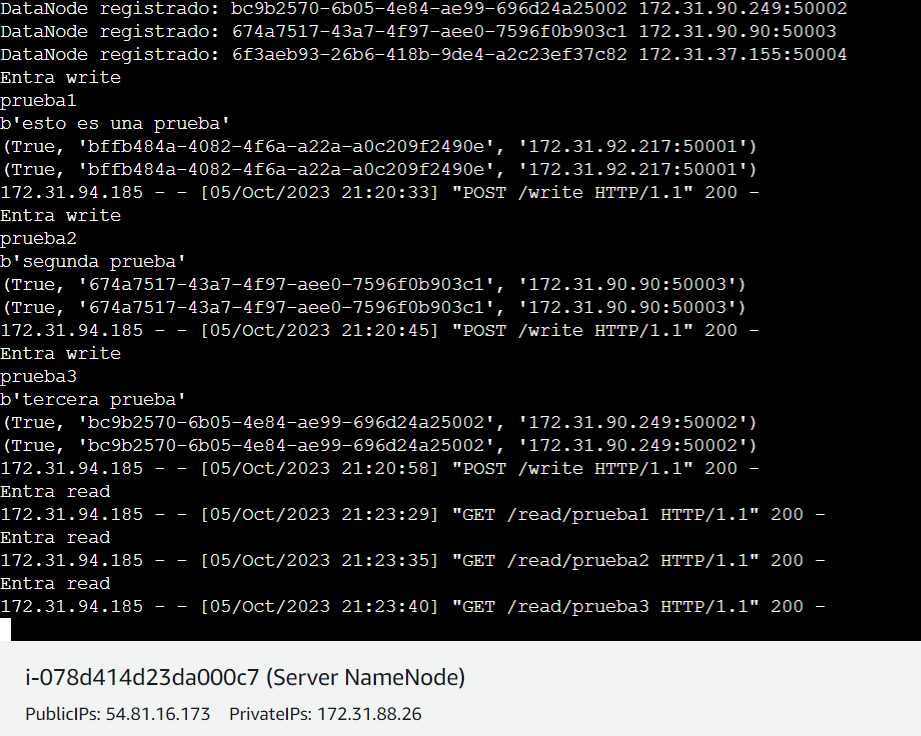 DataNode registrado: bc9b2570-6b05-4e84-ae99-696d24a25002 172.31.90.249:50002
DataNode registrado: 674a7517-43a7-4f97-aee0-7596f0b903c1 172.31.90.90:50003
DataNode registrado: 6f3aeb93-26b6-418b-9de4-a2c23ef37c82 172.31.37.155:50004
Entra write
prueba1
b'esto es una prueba'
(True, 'bffb484a-4082-4f6a-a22a-a0c209f2490e', '172.31.92.217:50001')
(True, 'bffb484a-4082-4f6a-a22a-a0c209f2490e', '172.31.92.217:50001')
172.31.94.185 - - [05/Oct/2023 21:20:33] "POST /write HTTP/1.1" 200 -
Entra write
prueba2
b'segunda prueba'
(True, '674a7517-43a7-4f97-aee0-7596f0b903c1', '172.31.90.90:50003')
(True, '674a7517-43a7-4f97-aee0-7596f0b903c1', '172.31.90.90:50003')
172.31.94.185 - - [05/Oct/2023 21:20:45] "POST /write HTTP/1.1" 200 -
Entra write
prueba3
b'tercera prueba'
(True, 'bc9b2570-6b05-4e84-ae99-696d24a25002', '172.31.90.249:50002')
(True, 'bc9b2570-6b05-4e84-ae99-696d24a25002', '172.31.90.249:50002')
172.31.94.185 - - [05/Oct/2023 21:20:58] "POST /write HTTP/1.1" 200 -
Entra read
172.31.94.185 - - [05/Oct/2023 21:23:29] "GET /read/prueba1 HTTP/1.1" 200 -
Entra read
172.31.94.185 - - [05/Oct/2023 21:23:35] "GET /read/prueba2 HTTP/1.1" 200 -
Entra read
172.31.94.185 - - [05/Oct/2023 21:23:40] "GET /read/prueba3 HTTP/1.1" 200 -
i-078d414d23da000c7 (Server NameNode)
PublicIPs: 54.81.16.173 PrivateIPs: 172.31.88.26